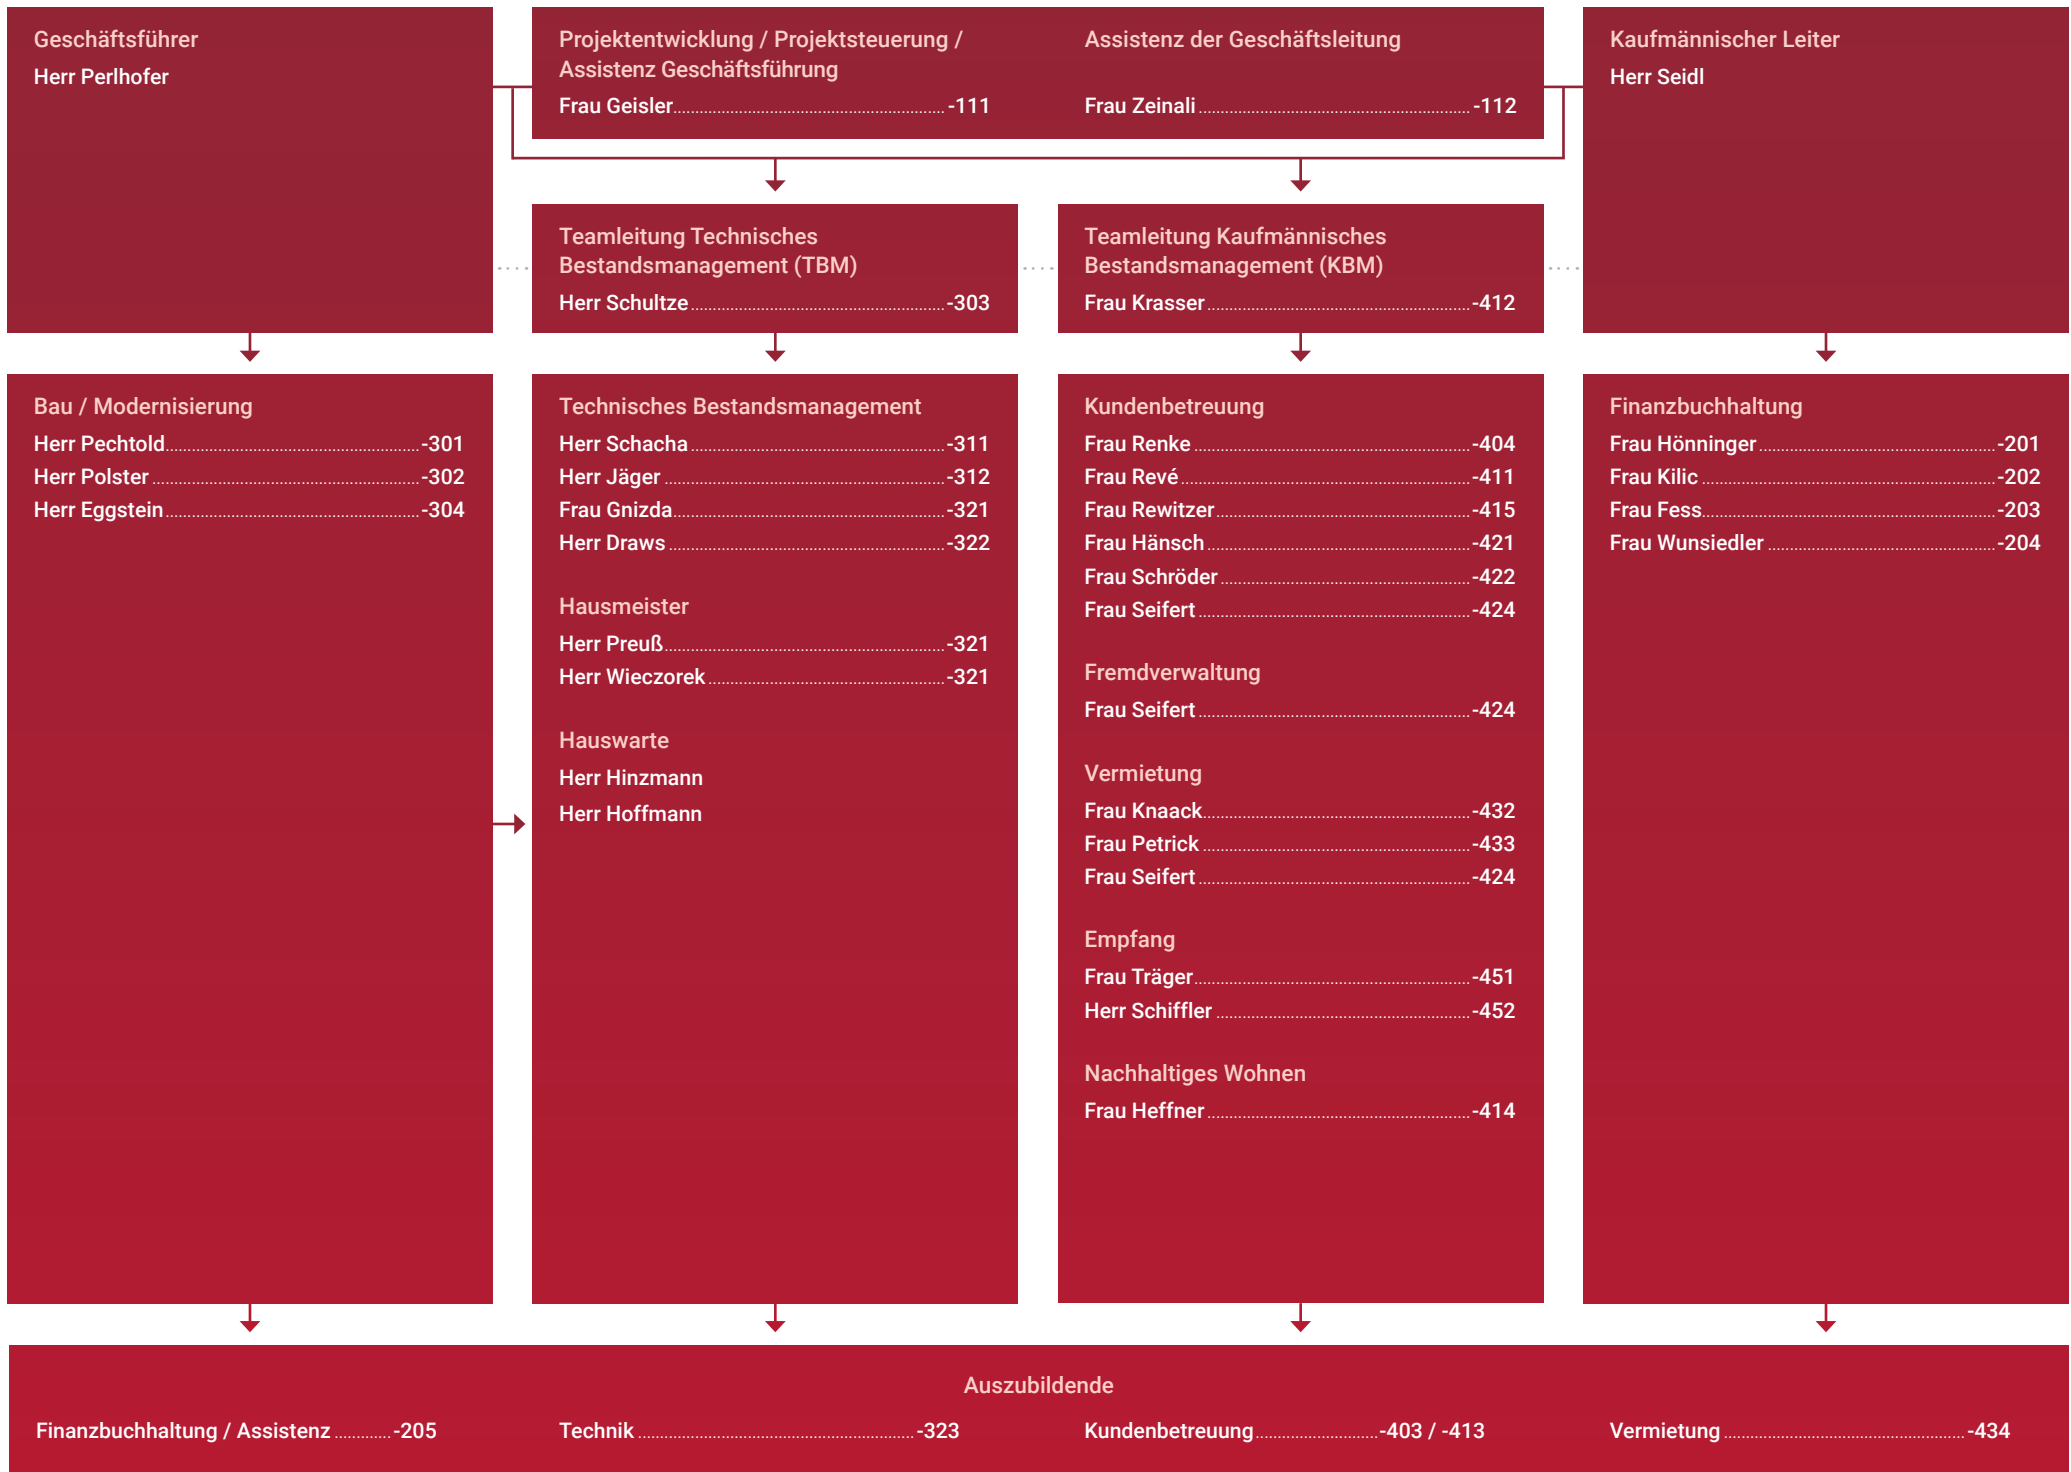 Geschäftsführer
Herr Perlhofer
Projektentwicklung / Projektsteuerung /
Assistenz Geschäftsführung
Frau Geisler -111
Assistenz der Geschäftsleitung
Frau Zeinali -112
Kaufmännischer Leiter
Herr Seidl
Teamleitung Technisches
Bestandsmanagement (TBM)
Herr Schultze -303
Teamleitung Kaufmännisches
Bestandsmanagement (KBM)
Frau Krasser -412
Bau / Modernisierung
Herr Pechtold -301
Herr Polster -302
Herr Eggstein -304
Technisches Bestandsmanagement
Herr Schacha -311
Herr Jäger -312
Frau Gnizda -321
Herr Draws -322
Hausmeister
Herr Preuß -321
Herr Wieczorek -321
Hauswarte
Herr Hinzmann
Herr Hoffmann
Kundenbetreuung
Frau Renke -404
Frau Revé -411
Frau Rewitzer -415
Frau Hänsch -421
Frau Schröder -422
Frau Seifert -424
Fremdverwaltung
Frau Seifert -424
Vermietung
Frau Knaack -432
Frau Petrick -433
Frau Seifert -424
Empfang
Frau Träger -451
Herr Schiffler -452
Nachhaltiges Wohnen
Frau Heffner -414
Finanzbuchhaltung
Frau Hönninger -201
Frau Kilic -202
Frau Fess -203
Frau Wunsiedler -204
Auszubildende
Finanzbuchhaltung / Assistenz -205
Technik -323
Kundenbetreuung -403 / -413
Vermietung -434